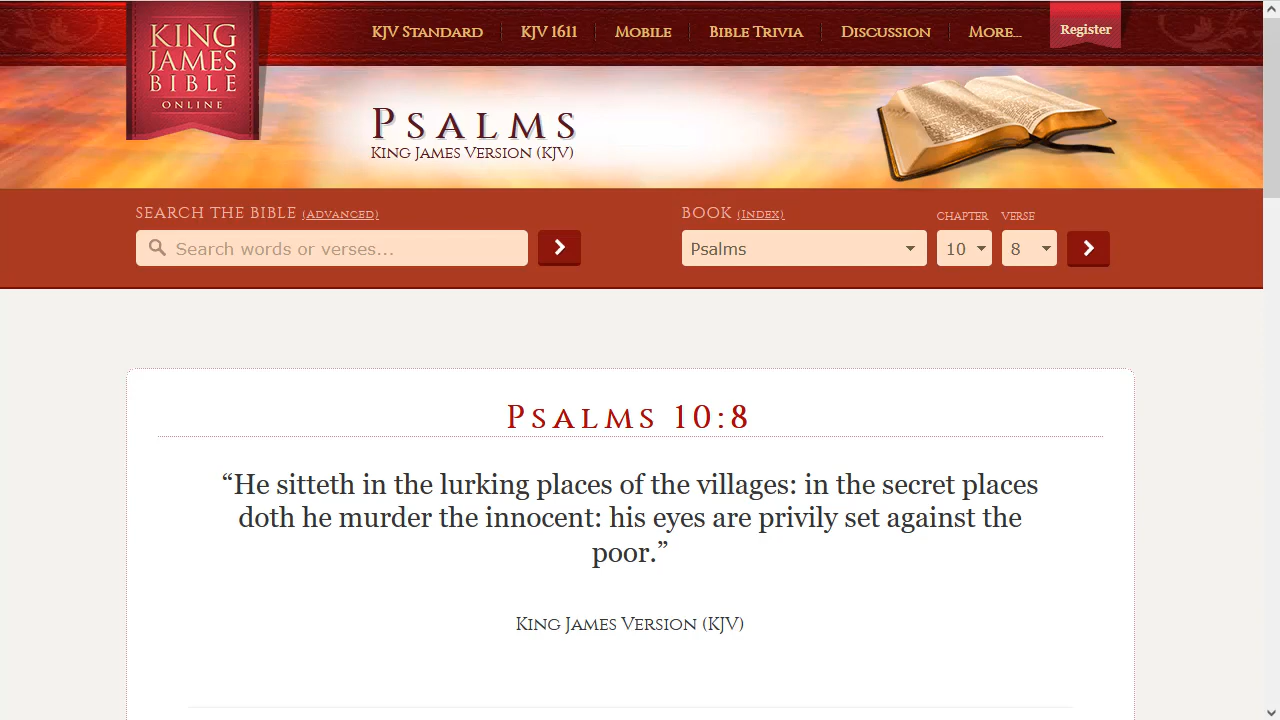 KING
JAMES
BIBLE
ONLINE
KJV Standard
KJV 1611
Mobile
Bible Trivia
Discussion
More...
Register
Psalms
King James Version (KJV)
SEARCH THE BIBLE (Advanced)
Search words or verses...
BOOK (Index)
Psalms
CHAPTER
10
VERSE
8
Psalms 10:8
“He sitteth in the lurking places of the villages: in the secret places
doth he murder the innocent: his eyes are privily set against the
poor.”
King James Version (KJV)